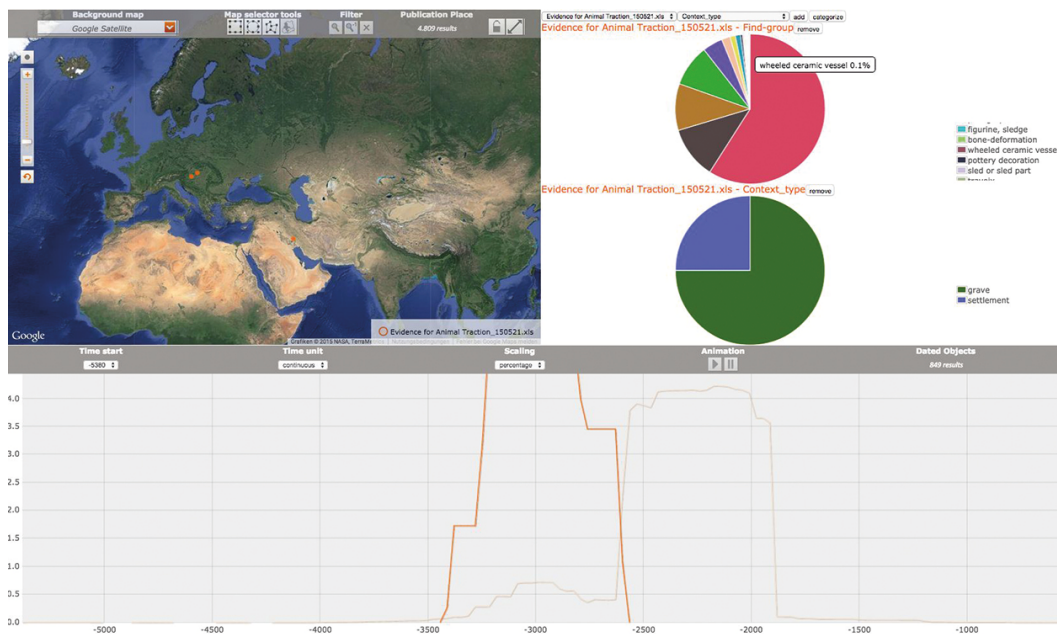 Background map
Map selector tools
Filter
Publication Place
Google Satellite
4.809 results
Google
Evidence for Animal Traction_150521.xls
Evidence for Animal Traction_150521.xls
Context_type
add
categorize
Evidence for Animal Traction_150521.xls - Find-group
remove
wheeled ceramic vessel 0.1%
figurine, sledge
bone-deformation
wheeled ceramic vesse
pottery decoration
sled or sled part
Evidence for Animal Traction_150521.xls - Context_type
remove
grave
settlement
Time start
Time unit
Scaling
Animation
Dated Objects
-5380
continuous
percentage
849 results
4.0
3.5
3.0
2.5
2.0
1.5
1.0
0.5
0.0
-5000
-4500
-4000
-3500
-3000
-2500
-2000
-1500
-1000